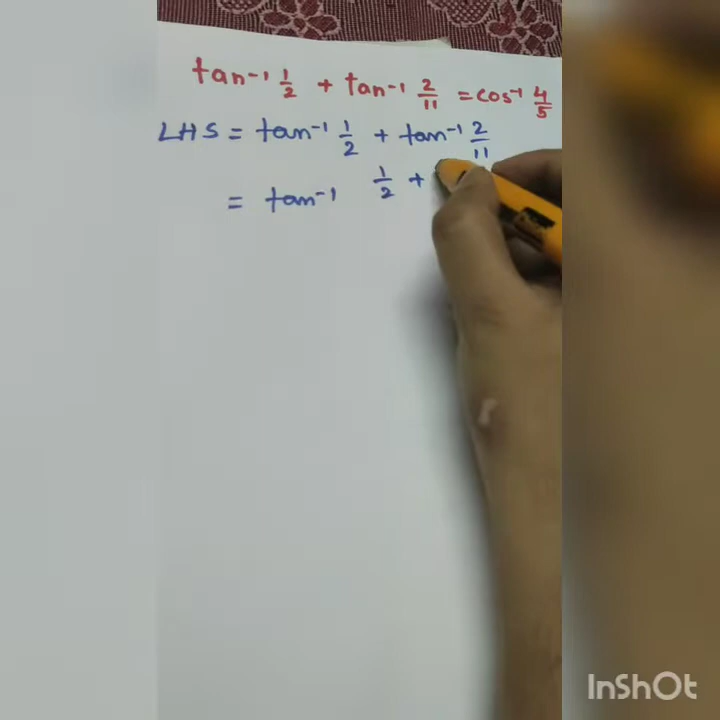 tan⁻¹ 1/2 + tan⁻¹ 2/11 = cos⁻¹ 4/5
LHS = tan⁻¹ 1/2 + tan⁻¹ 2/11
= tan⁻¹ 1/2 +
InShOt